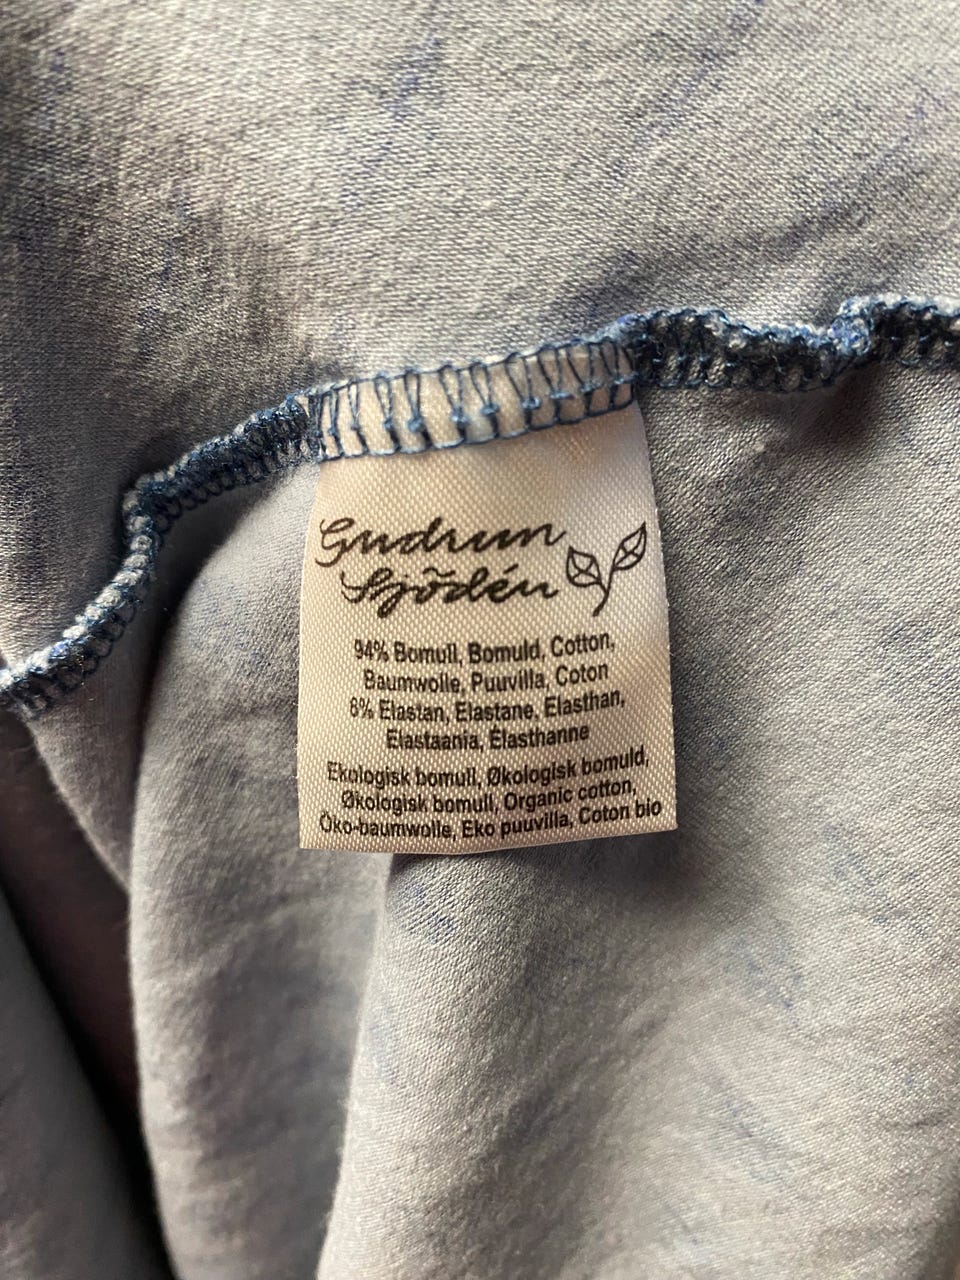 Gudrun
Sjödén
94% Bomull, Bomuld, Cotton,
Baumwolle, Puuvilla, Coton
6% Elastan, Elastane, Elasthan,
Elastaania, Élasthanne
Ekologisk bomull, Økologisk bomuld,
Økologisk bomull, Organic cotton,
Öko-baumwolle, Eko puuvilla, Coton bio